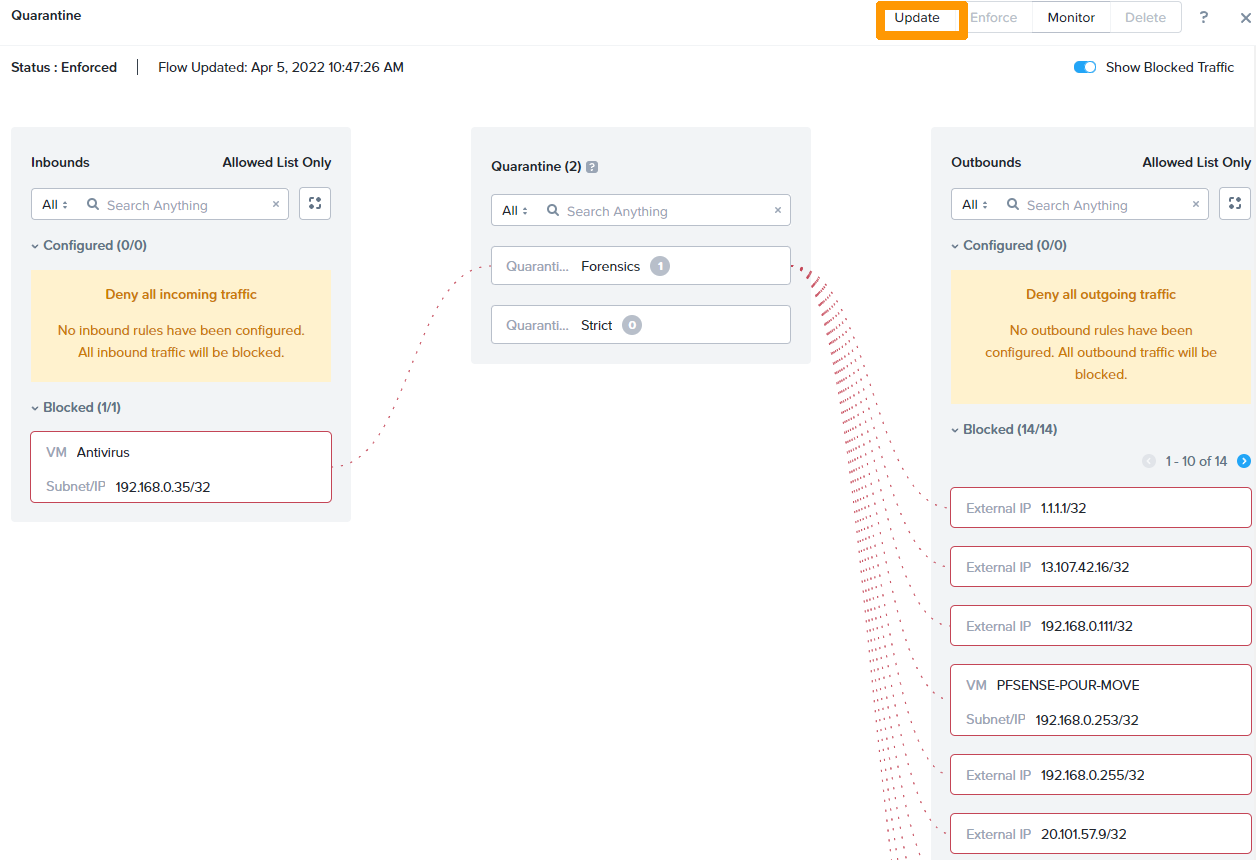 Quarantine
Update Enforce Monitor Delete ? ×
Status : Enforced Flow Updated: Apr 5, 2022 10:47:26 AM
Show Blocked Traffic
Inbounds Allowed List Only
All Search Anything ×
Configured (0/0)
Deny all incoming traffic
No inbound rules have been configured.
All inbound traffic will be blocked.
Blocked (1/1)
VM Antivirus
Subnet/IP 192.168.0.35/32
Quarantine (2) ?
All Search Anything ×
Quaranti... Forensics 1
Quaranti... Strict 0
Outbounds Allowed List Only
All Search Anything ×
Configured (0/0)
Deny all outgoing traffic
No outbound rules have been
configured. All outbound traffic will be
blocked.
Blocked (14/14)
1 - 10 of 14
External IP 1.1.1.1/32
External IP 13.107.42.16/32
External IP 192.168.0.111/32
VM PFSENSE-POUR-MOVE
Subnet/IP 192.168.0.253/32
External IP 192.168.0.255/32
External IP 20.101.57.9/32